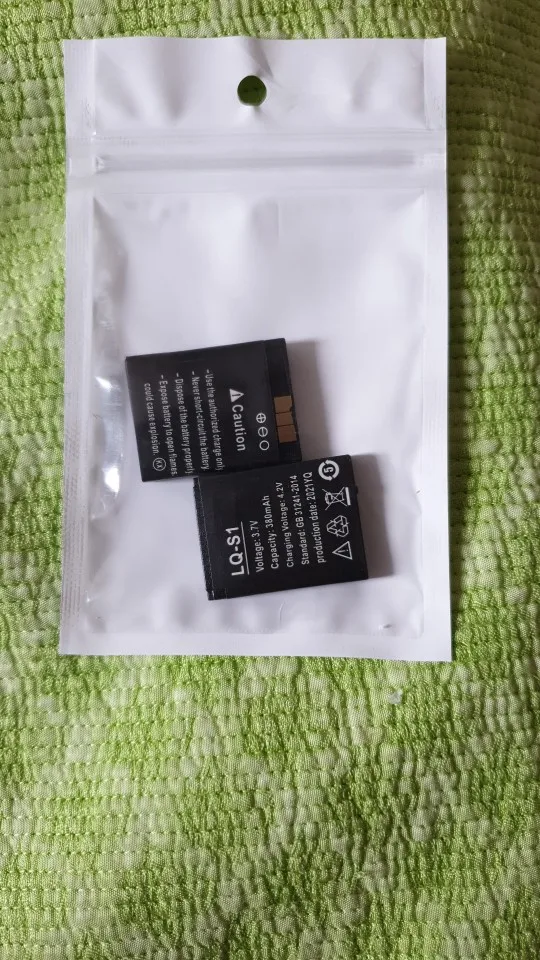 Caution
- Use the authorized charge only
- Never short-circuit the battery
- Dispose of the battery properly
- Expose battery to open flames
could cause explosion.
LQ-S1
Voltage: 3.7V
Capacity: 380mAh
Charging Voltage: 4.2V
Standard: GB 31241-2014
production date: 2021YQ
5